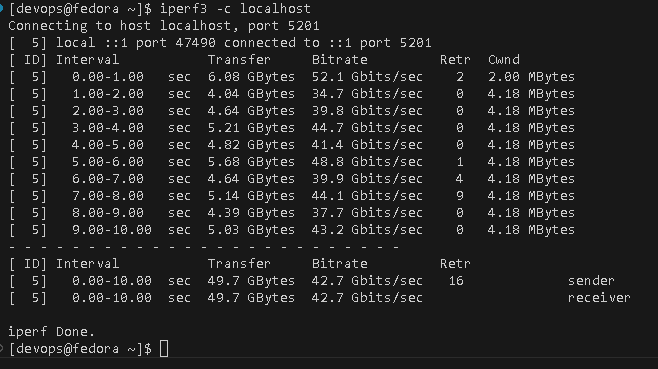 [devops@fedora ~]$ iperf3 -c localhost
Connecting to host localhost, port 5201
[  5] local ::1 port 47490 connected to ::1 port 5201
[ ID] Interval           Transfer     Bitrate         Retr  Cwnd
[  5]   0.00-1.00   sec  6.08 GBytes  52.1 Gbits/sec    2   2.00 MBytes
[  5]   1.00-2.00   sec  4.04 GBytes  34.7 Gbits/sec    0   4.18 MBytes
[  5]   2.00-3.00   sec  4.64 GBytes  39.8 Gbits/sec    0   4.18 MBytes
[  5]   3.00-4.00   sec  5.21 GBytes  44.7 Gbits/sec    0   4.18 MBytes
[  5]   4.00-5.00   sec  4.82 GBytes  41.4 Gbits/sec    0   4.18 MBytes
[  5]   5.00-6.00   sec  5.68 GBytes  48.8 Gbits/sec    1   4.18 MBytes
[  5]   6.00-7.00   sec  4.64 GBytes  39.9 Gbits/sec    4   4.18 MBytes
[  5]   7.00-8.00   sec  5.14 GBytes  44.1 Gbits/sec    9   4.18 MBytes
[  5]   8.00-9.00   sec  4.39 GBytes  37.7 Gbits/sec    0   4.18 MBytes
[  5]   9.00-10.00  sec  5.03 GBytes  43.2 Gbits/sec    0   4.18 MBytes
- - - - - - - - - - - - - - - - - - - - - - - - -
[ ID] Interval           Transfer     Bitrate         Retr
[  5]   0.00-10.00  sec  49.7 GBytes  42.7 Gbits/sec   16             sender
[  5]   0.00-10.00  sec  49.7 GBytes  42.7 Gbits/sec                  receiver

iperf Done.
[devops@fedora ~]$